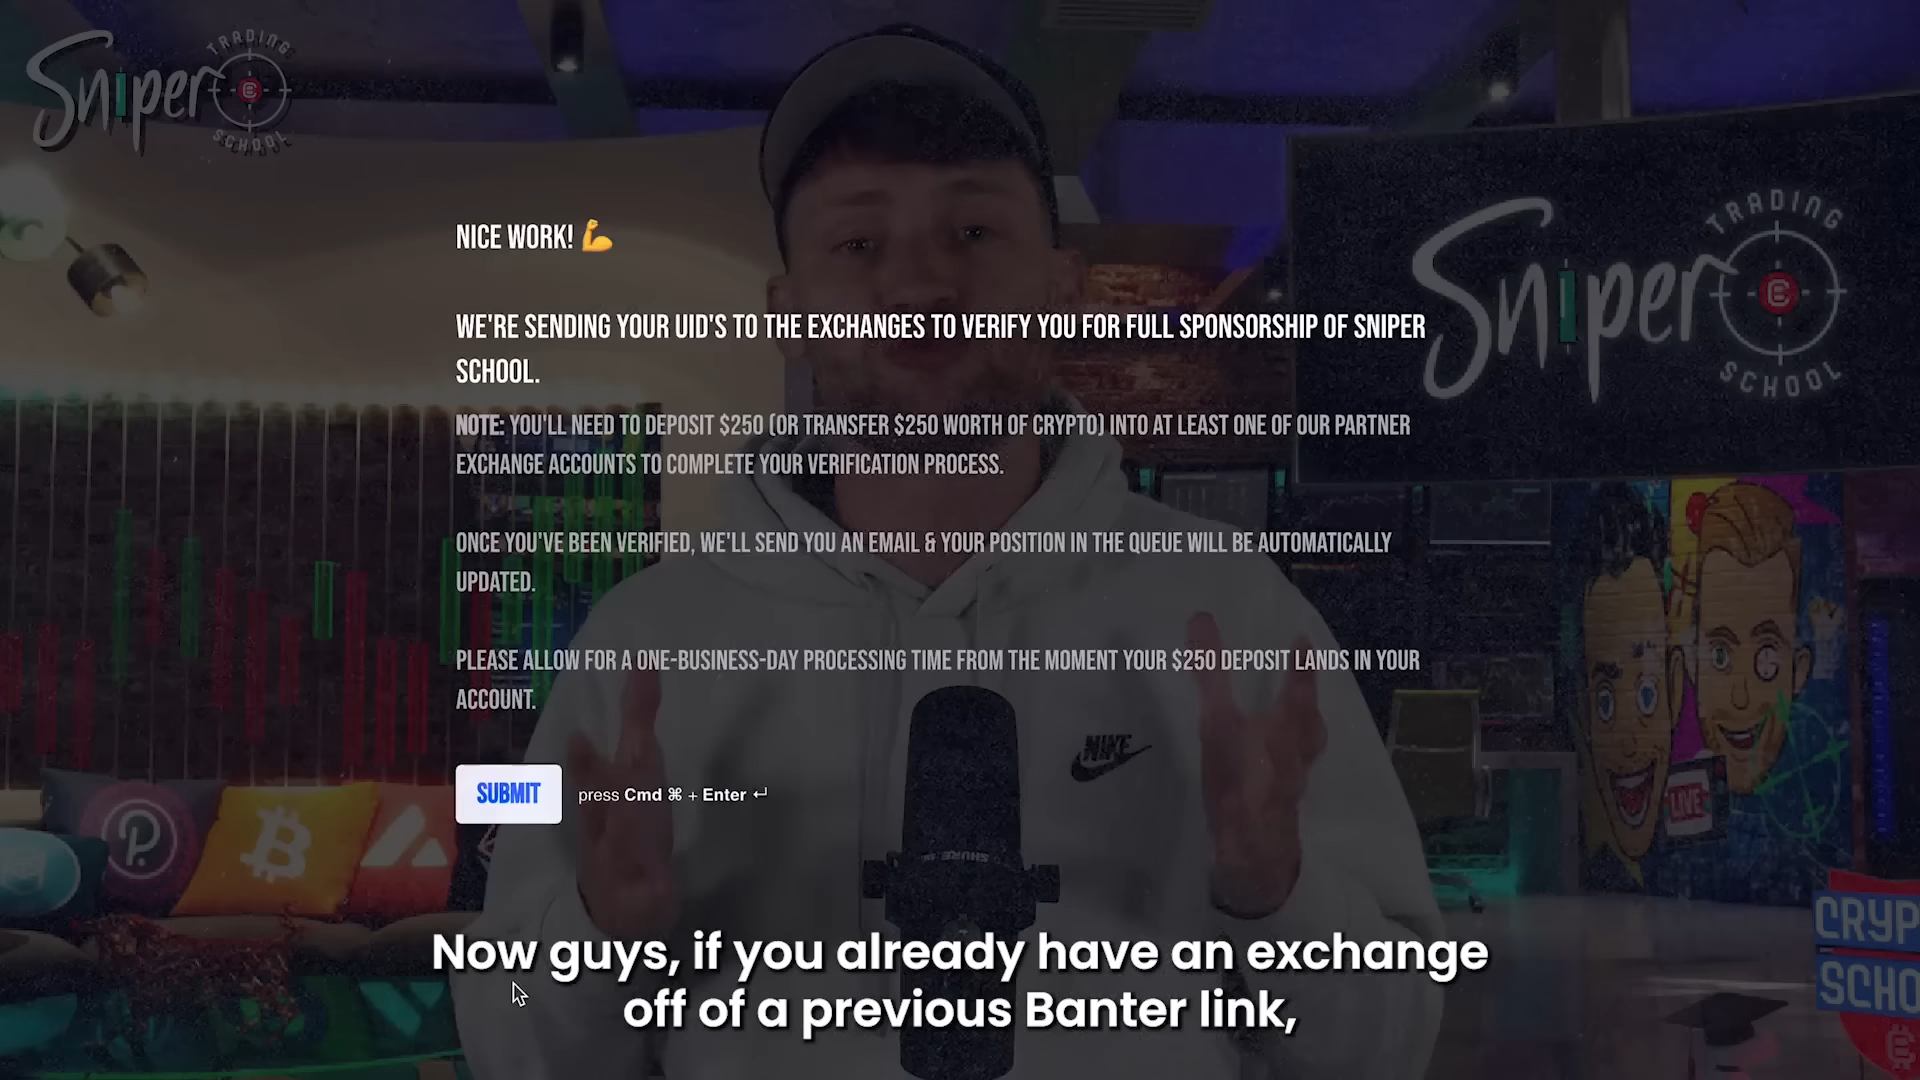 Sniper
TRADING
SCHOOL
NICE WORK! 💪
WE'RE SENDING YOUR UID'S TO THE EXCHANGES TO VERIFY YOU FOR FULL SPONSORSHIP OF SNIPER
SCHOOL.
NOTE: YOU'LL NEED TO DEPOSIT $250 (OR TRANSFER $250 WORTH OF CRYPTO) INTO AT LEAST ONE OF OUR PARTNER
EXCHANGE ACCOUNTS TO COMPLETE YOUR VERIFICATION PROCESS.
ONCE YOU'VE BEEN VERIFIED, WE'LL SEND YOU AN EMAIL & YOUR POSITION IN THE QUEUE WILL BE AUTOMATICALLY
UPDATED.
PLEASE ALLOW FOR A ONE-BUSINESS-DAY PROCESSING TIME FROM THE MOMENT YOUR $250 DEPOSIT LANDS IN YOUR
ACCOUNT.
SUBMIT press Cmd ⌘ + Enter ↵
Sniper
TRADING
SCHOOL
NIKE
SHURE
LIVE
CRYP
SCHO
Now guys, if you already have an exchange
off of a previous Banter link,